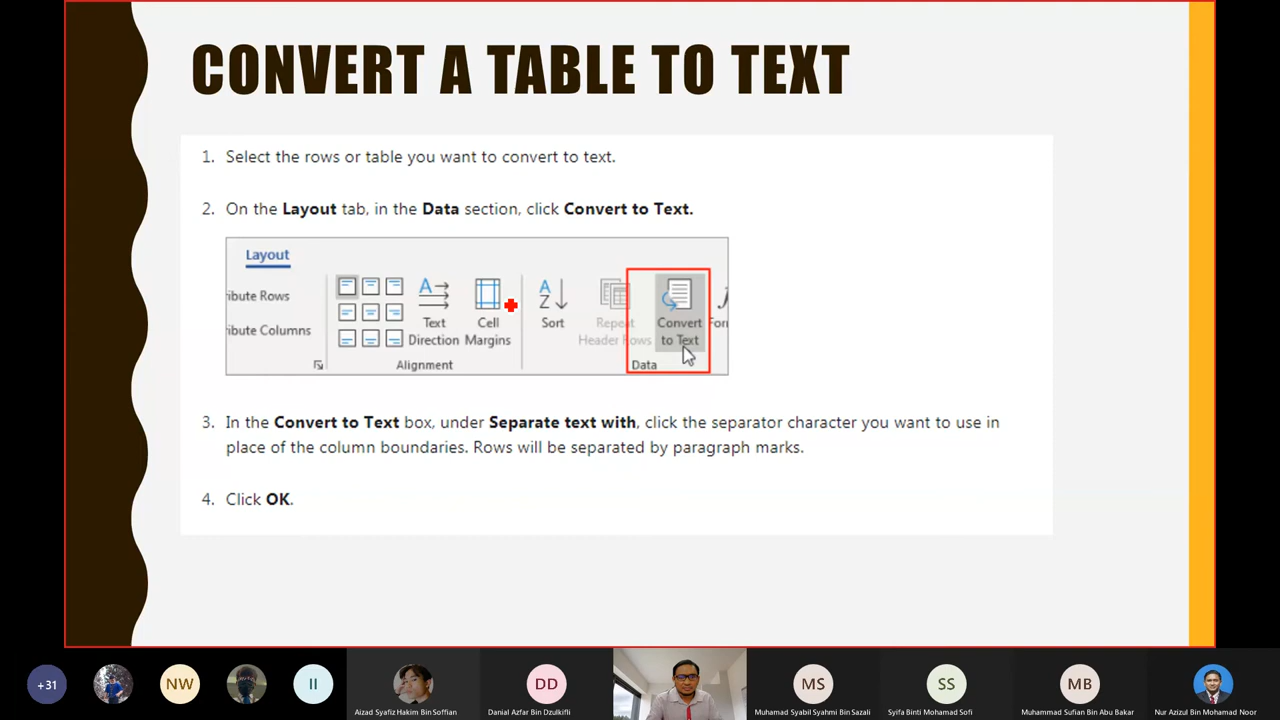 CONVERT A TABLE TO TEXT
1. Select the rows or table you want to convert to text.
2. On the Layout tab, in the Data section, click Convert to Text.
Layout
ribute Rows
ribute Columns
Text
Direction
Cell
Margins
Alignment
A
Z
Sort
Repeat
Header Rows
Convert
to Text
For
Data
3. In the Convert to Text box, under Separate text with, click the separator character you want to use in
place of the column boundaries. Rows will be separated by paragraph marks.
4. Click OK.
+31
NW
II
Aizad Syafiz Hakim Bin Soffian
DD
Danial Azfar Bin Dzulkifli
MS
Muhamad Syabil Syahmi Bin Sazali
SS
Syifa Binti Mohamad Sofi
MB
Muhammad Sufian Bin Abu Bakar
Nur Azizul Bin Mohamad Noor